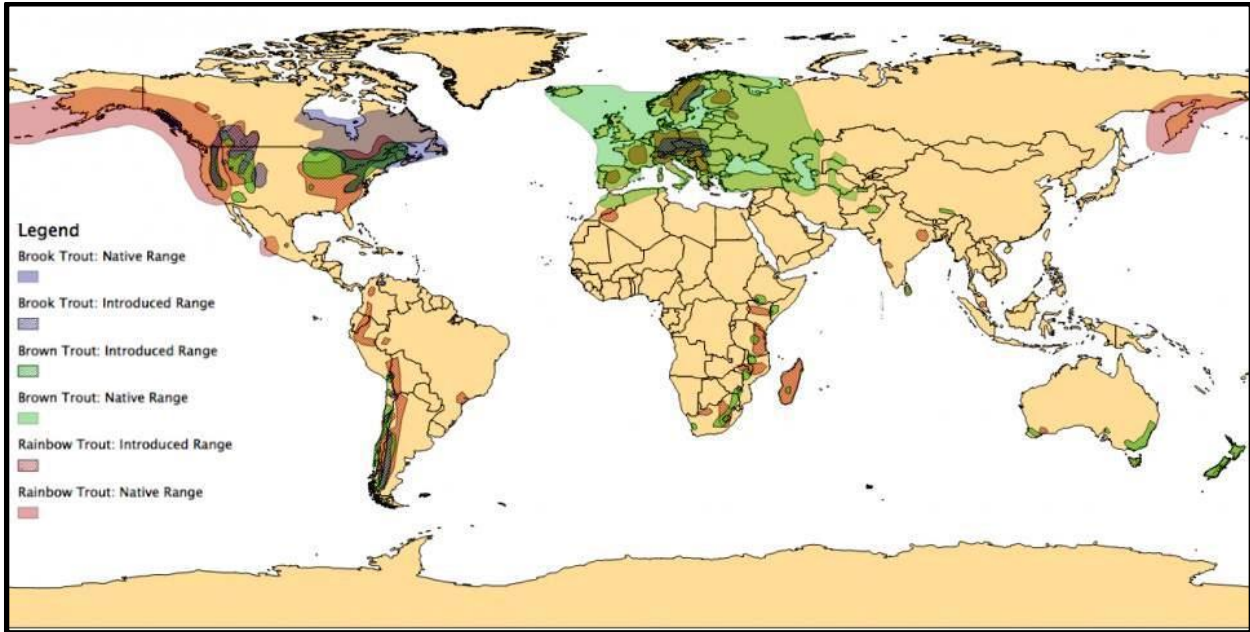 Legend
Brook Trout: Native Range
Brook Trout: Introduced Range
Brown Trout: Introduced Range
Brown Trout: Native Range
Rainbow Trout: Introduced Range
Rainbow Trout: Native Range